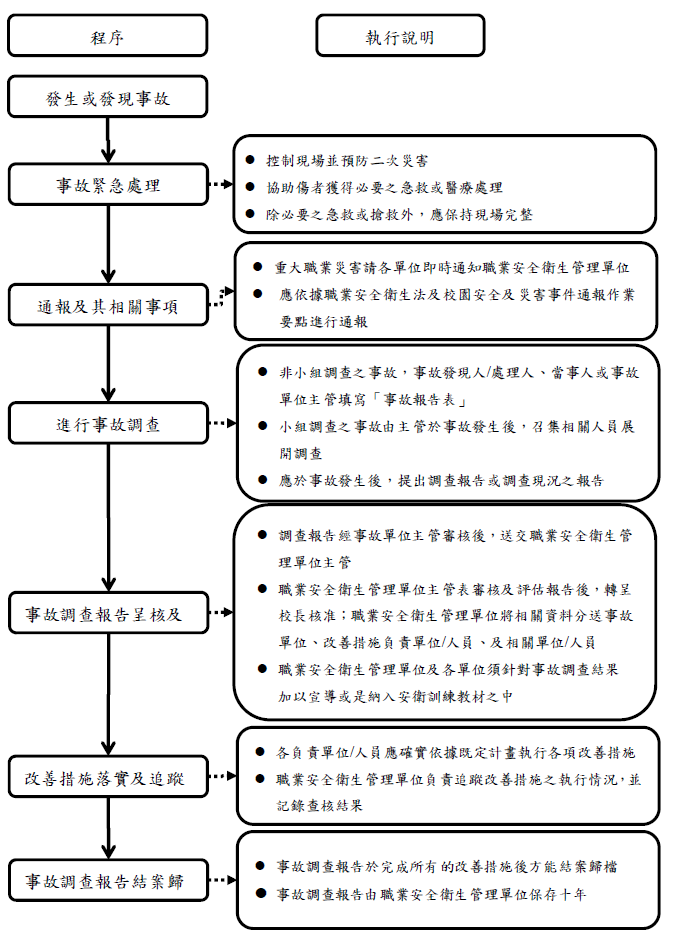 程序
執行說明
發生或發現事故
事故緊急處理
● 控制現場並預防二次災害
● 協助傷者獲得必要之急救或醫療處理
● 除必要之急救或搶救外，應保持現場完整
通報及其相關事項
● 重大職業災害請各單位即時通知職業安全衛生管理單位
● 應依據職業安全衛生法及校園安全及災害事件通報作業
要點進行通報
進行事故調查
● 非小組調查之事故，事故發現人/處理人、當事人或事故
單位主管填寫「事故報告表」
● 小組調查之事故由主管於事故發生後，召集相關人員展
開調查
● 應於事故發生後，提出調查報告或調查現況之報告
事故調查報告呈核及
● 調查報告經事故單位主管審核後，送交職業安全衛生管
理單位主管
● 職業安全衛生管理單位主管表審核及評估報告後，轉呈
校長核准；職業安全衛生管理單位將相關資料分送事故
單位、改善措施負責單位/人員、及相關單位/人員
● 職業安全衛生管理單位及各單位須針對事故調查結果
加以宣導或是納入安衛訓練教材之中
改善措施落實及追蹤
● 各負責單位/人員應確實依據既定計畫執行各項改善措施
● 職業安全衛生管理單位負責追蹤改善措施之執行情況，並
記錄查核結果
事故調查報告結案歸
● 事故調查報告於完成所有的改善措施後方能結案歸檔
● 事故調查報告由職業安全衛生管理單位保存十年